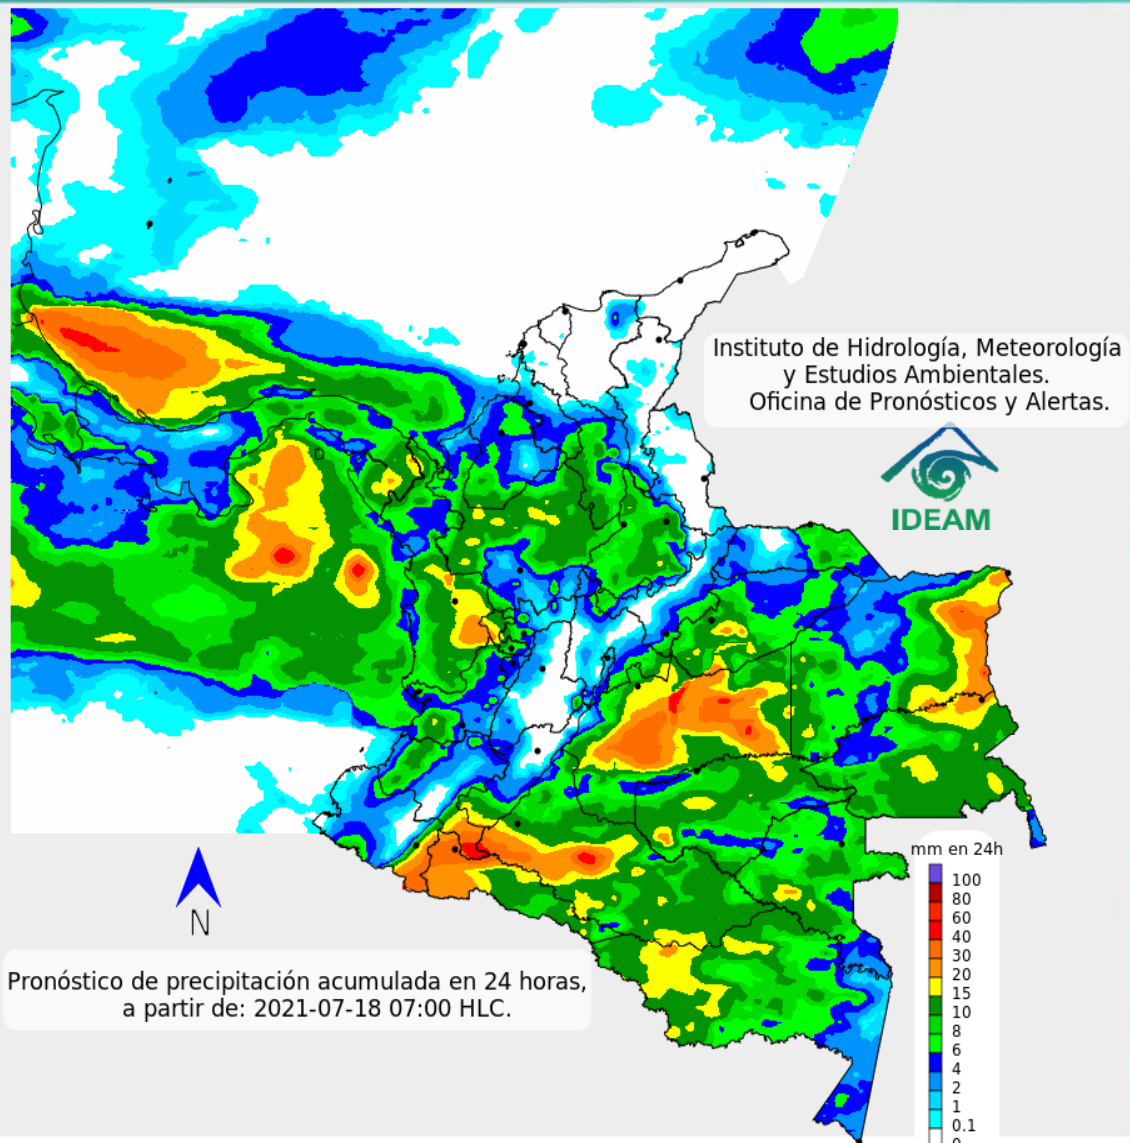 Instituto de Hidrología, Meteorología
y Estudios Ambientales.
Oficina de Pronósticos y Alertas.
IDEAM
mm en 24h
100
80
60
40
30
20
15
10
8
6
4
2
1
0.1
0
N
Pronóstico de precipitación acumulada en 24 horas,
a partir de: 2021-07-18 07:00 HLC.